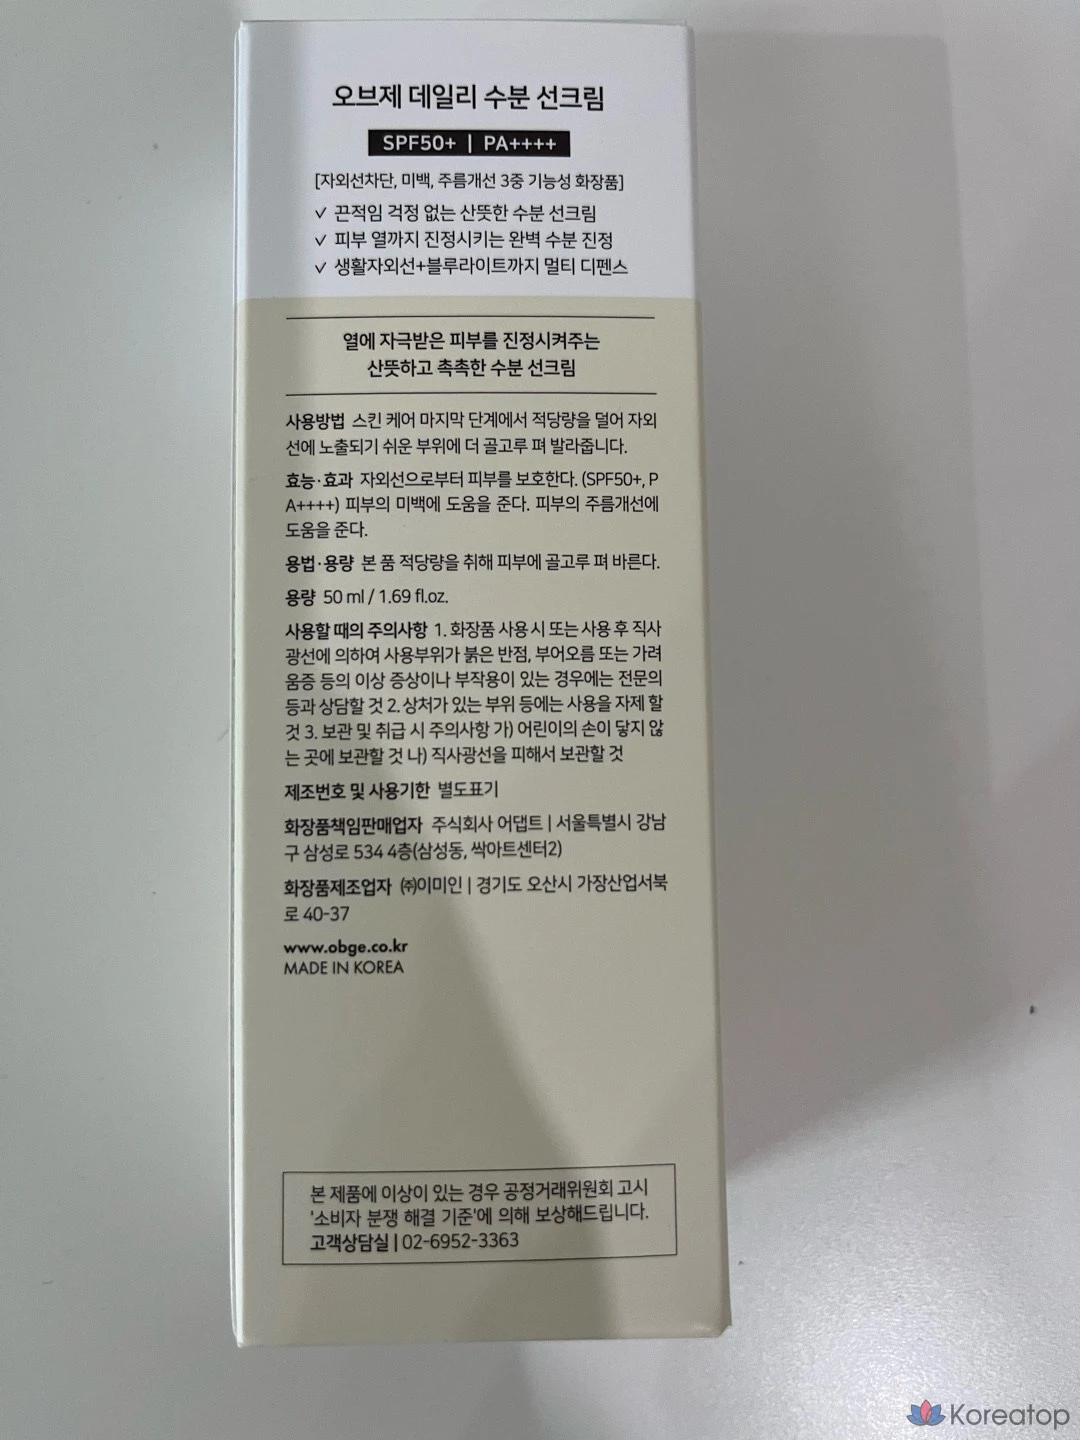 오브제 데일리 수분 선크림
SPF50+ | PA++++
[자외선차단, 미백, 주름개선 3중 기능성 화장품]
✓ 끈적임 걱정 없는 산뜻한 수분 선크림
✓ 피부 열까지 진정시키는 완벽 수분 진정
✓ 생활자외선+블루라이트까지 멀티 디펜스
열에 자극받은 피부를 진정시켜주는
산뜻하고 촉촉한 수분 선크림
사용방법 스킨 케어 마지막 단계에서 적당량을 덜어 자외
선에 노출되기 쉬운 부위에 더 골고루 펴 발라줍니다.
효능·효과 자외선으로부터 피부를 보호한다. (SPF50+, P
A++++) 피부의 미백에 도움을 준다. 피부의 주름개선에
도움을 준다.
용법·용량 본 품 적당량을 취해 피부에 골고루 펴 바른다.
용량 50 ml / 1.69 fl.oz.
사용할 때의 주의사항 1. 화장품 사용 시 또는 사용 후 직사
광선에 의하여 사용부위가 붉은 반점, 부어오름 또는 가려
움증 등의 이상 증상이나 부작용이 있는 경우에는 전문의
등과 상담할 것 2. 상처가 있는 부위 등에는 사용을 자제 할
것 3. 보관 및 취급 시 주의사항 가) 어린이의 손이 닿지 않
는 곳에 보관할 것 나) 직사광선을 피해서 보관할 것
제조번호 및 사용기한 별도표기
화장품책임판매업자 주식회사 어댑트 | 서울특별시 강남
구 삼성로 534 4층(삼성동, 싹아트센터2)
화장품제조업자 ㈜이미인 | 경기도 오산시 가장산업서북
로 40-37
www.obge.co.kr
MADE IN KOREA
본 제품에 이상이 있는 경우 공정거래위원회 고시
'소비자 분쟁 해결 기준'에 의해 보상해드립니다.
고객상담실 | 02-6952-3363
Koreatop